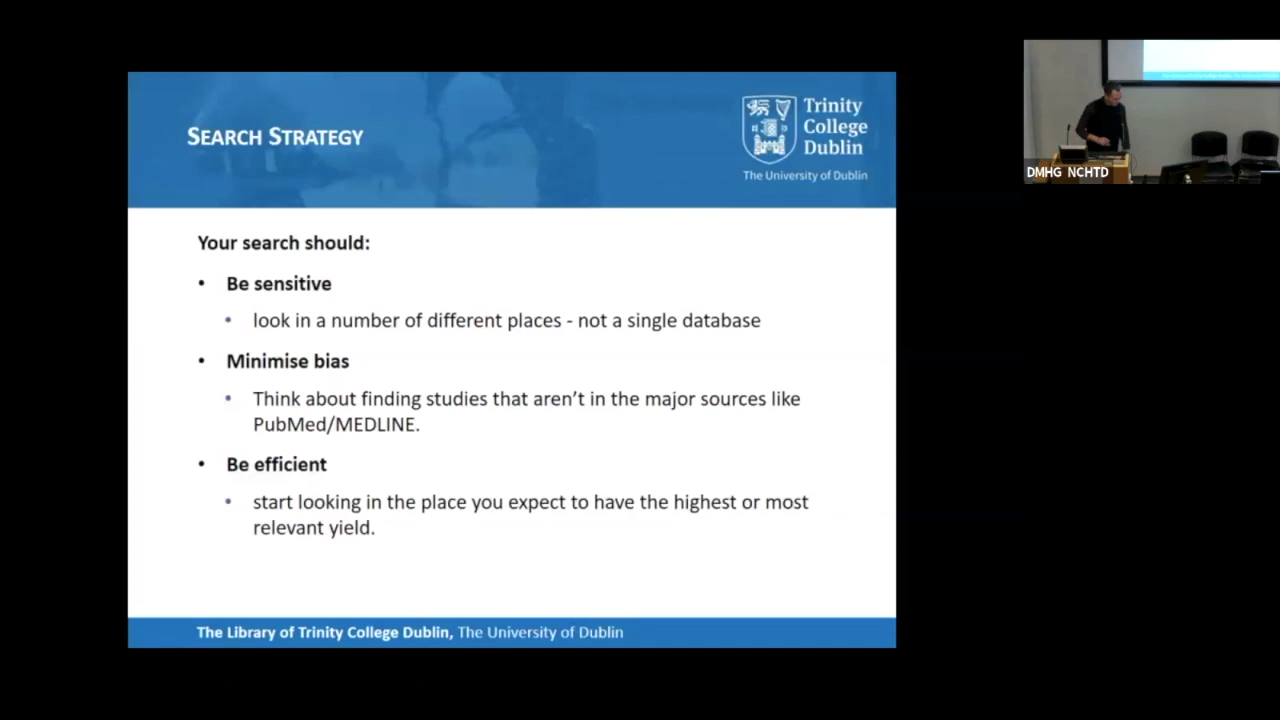 SEARCH STRATEGY
Trinity
College
Dublin
The University of Dublin
Your search should:
• Be sensitive
• look in a number of different places - not a single database
• Minimise bias
• Think about finding studies that aren't in the major sources like
PubMed/MEDLINE.
• Be efficient
• start looking in the place you expect to have the highest or most
relevant yield.
The Library of Trinity College Dublin, The University of Dublin
DMHG NCHTD